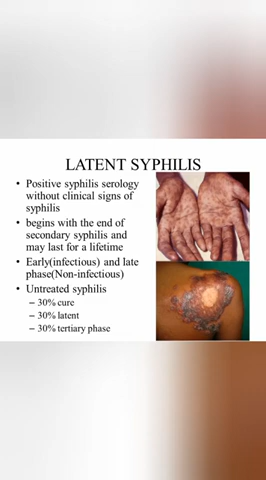 LATENT SYPHILIS
• Positive syphilis serology
without clinical signs of
syphilis
• begins with the end of
secondary syphilis and
may last for a lifetime
• Early(infectious) and late
phase(Non-infectious)
• Untreated syphilis
– 30% cure
– 30% latent
– 30% tertiary phase